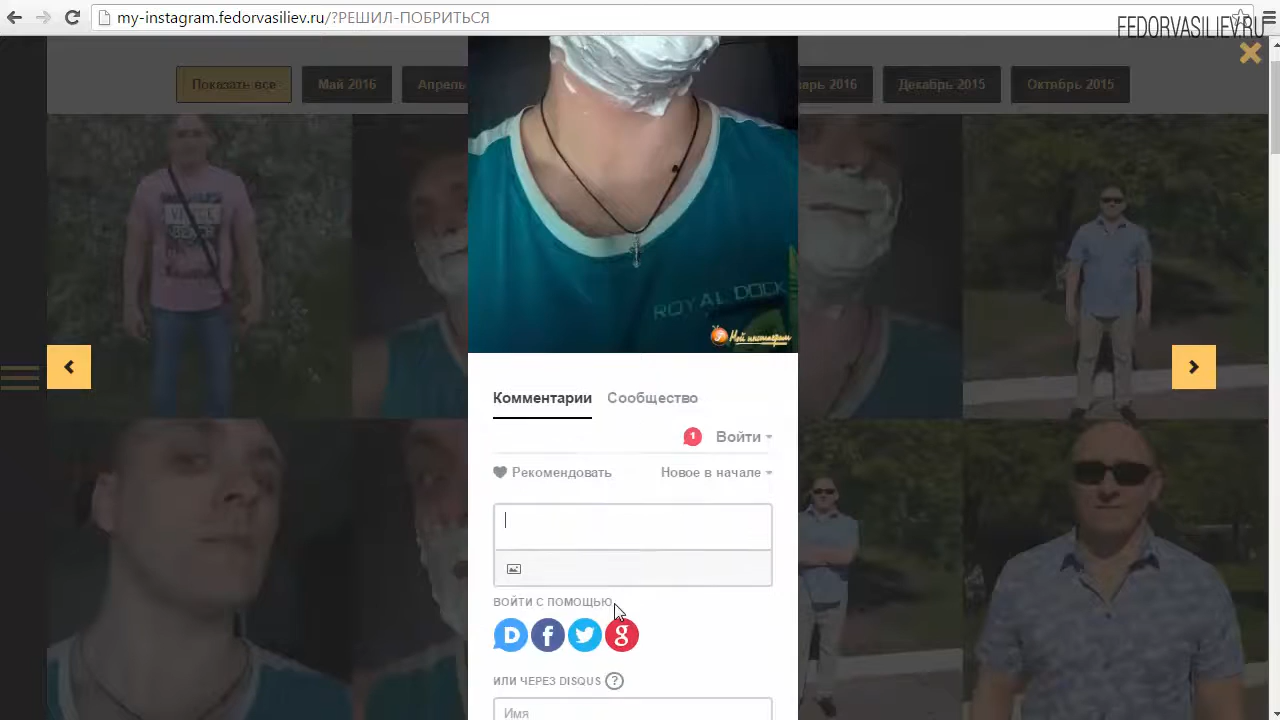 my-instagram.fedorvasiliev.ru/?РЕШИЛ-ПОБРИТЬСЯ
FEDORVASILIEV.RU
Показать все
Май 2016
Апрель
варь 2016
Декабрь 2015
Октябрь 2015
ROYAL DOCK
Мой инстаграм
Комментарии
Сообщество
1
Войти
Рекомендовать
Новое в начале
ВОЙТИ С ПОМОЩЬЮ
ИЛИ ЧЕРЕЗ DISQUS ?
Имя